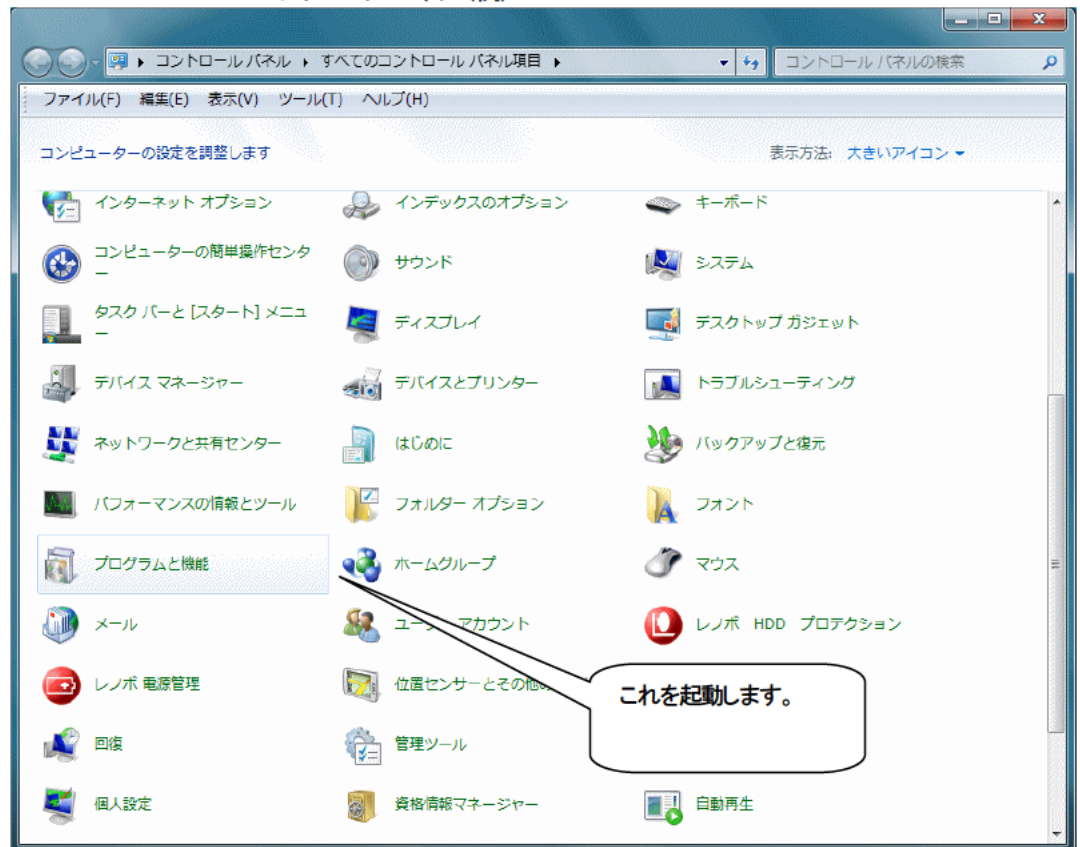 コントロール パネル ▸ すべてのコントロール パネル項目 ▸
コントロール パネルの検索
ファイル(F) 編集(E) 表示(V) ツール(T) ヘルプ(H)
コンピューターの設定を調整します
表示方法: 大きいアイコン
インターネット オプション
インデックスのオプション
キーボード
コンピューターの簡単操作センタ
ー
サウンド
システム
タスク バーと [スタート] メニュ
ー
ディスプレイ
デスクトップ ガジェット
デバイス マネージャー
デバイスとプリンター
トラブルシューティング
ネットワークと共有センター
はじめに
バックアップと復元
パフォーマンスの情報とツール
フォルダー オプション
フォント
プログラムと機能
ホームグループ
マウス
メール
ユーザー アカウント
レノボ HDD プロテクション
レノボ 電源管理
位置センサーとその他の
これを起動します。
回復
管理ツール
個人設定
資格情報マネージャー
自動再生